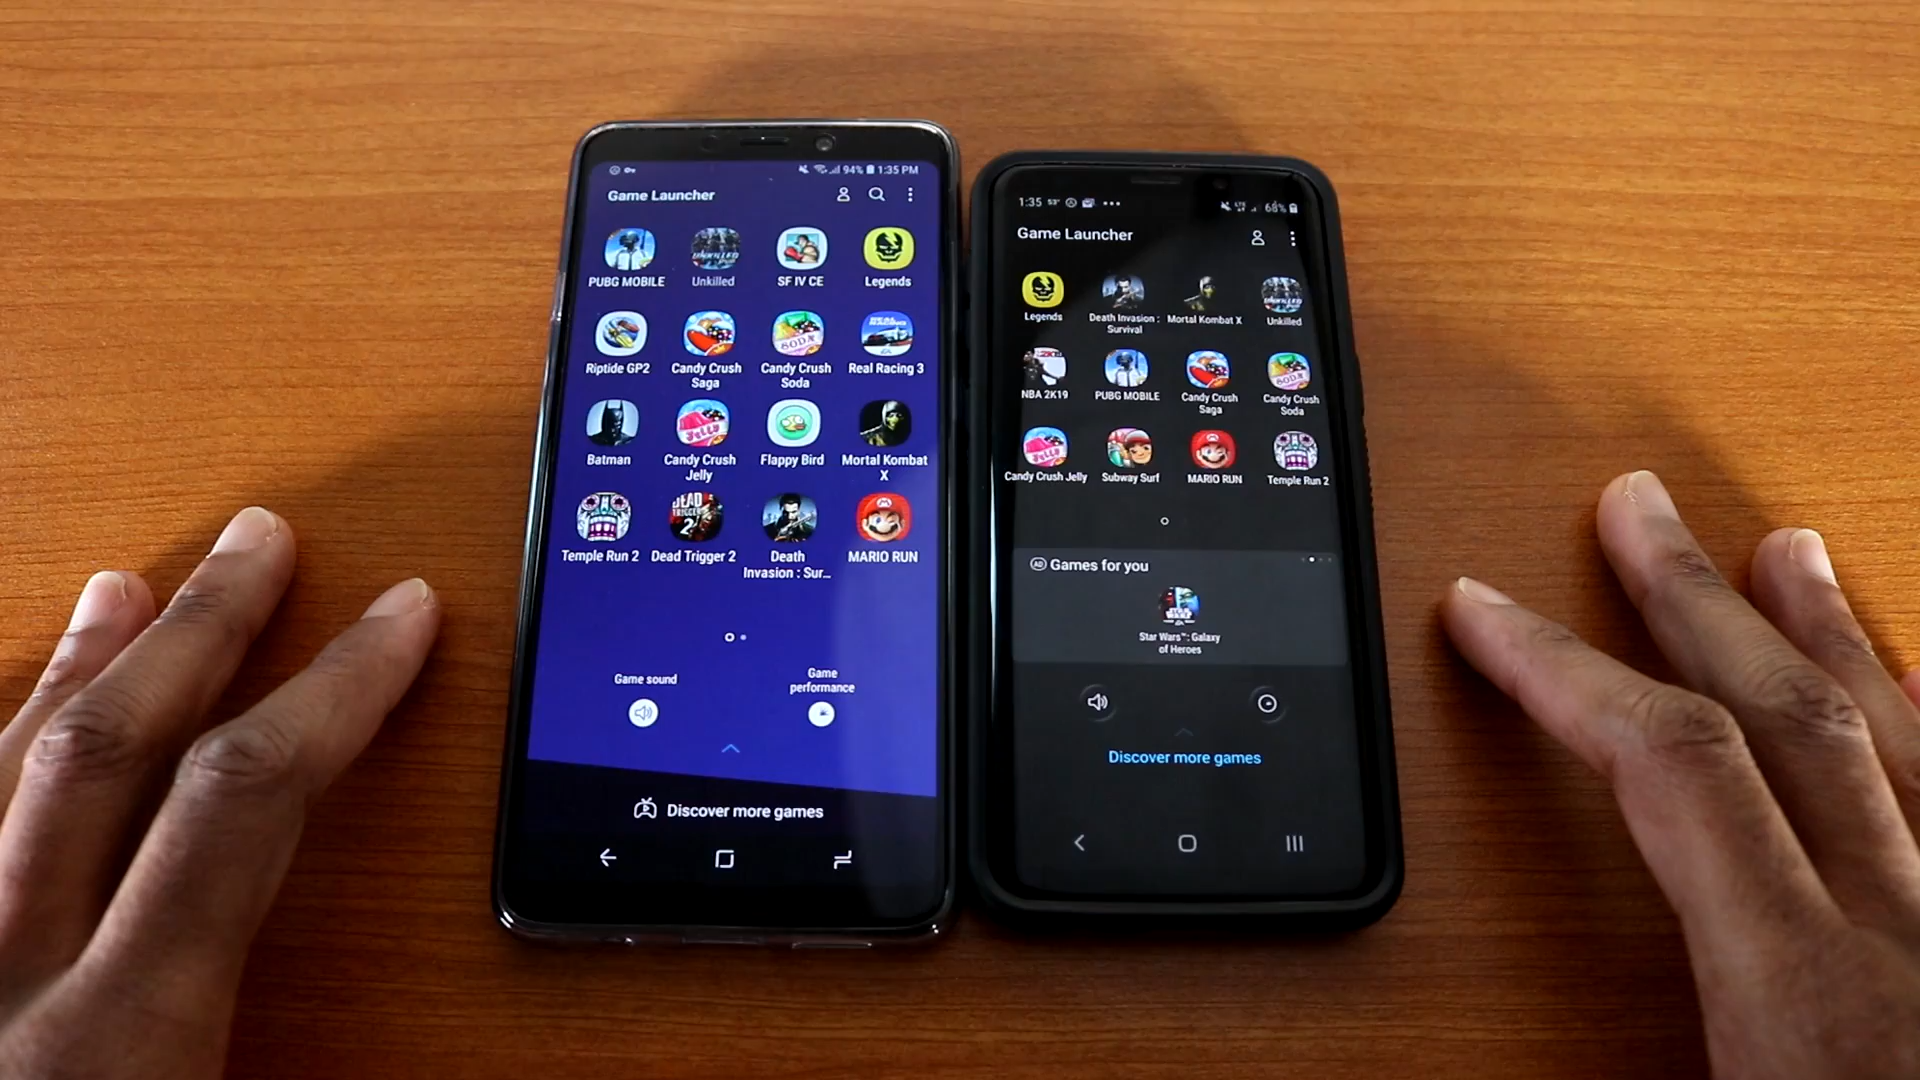 94% 1:35 PM
Game Launcher
PUBG MOBILE
Unkilled
SF IV CE
Legends
Riptide GP2
Candy Crush
Saga
Candy Crush
Soda
Real Racing 3
Batman
Candy Crush
Jelly
Flappy Bird
Mortal Kombat
X
Temple Run 2
Dead Trigger 2
Death
Invasion : Sur...
MARIO RUN
Game sound
Game
performance
Discover more games
1:35 53° LTE 68%
Game Launcher
Legends
Death Invasion :
Survival
Mortal Kombat X
Unkilled
NBA 2K19
PUBG MOBILE
Candy Crush
Saga
Candy Crush
Soda
Candy Crush Jelly
Subway Surf
MARIO RUN
Temple Run 2
AD Games for you
Star Wars™: Galaxy
of Heroes
Discover more games